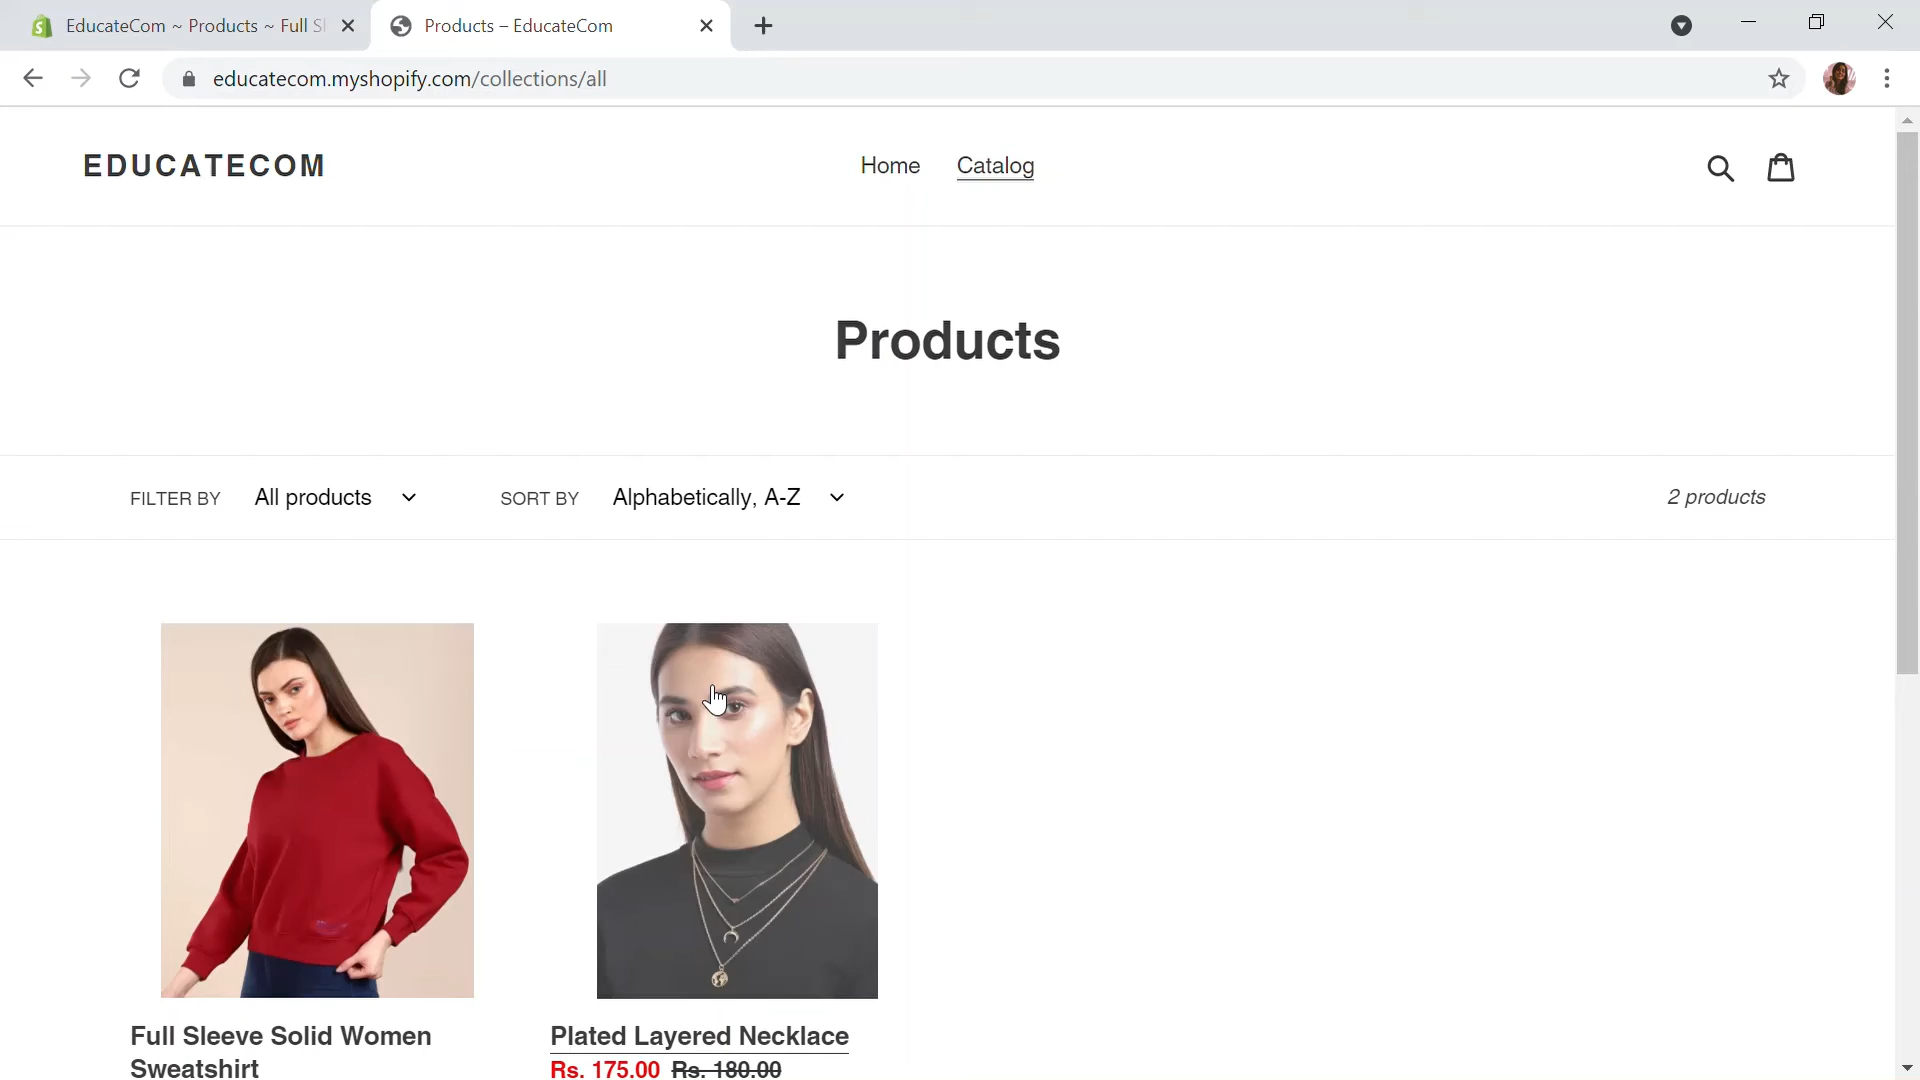 EducateCom ~ Products ~ Full Sl
Products – EducateCom
educatecom.myshopify.com/collections/all
EDUCATECOM
Home
Catalog
Products
FILTER BY
All products
SORT BY
Alphabetically, A-Z
2 products
Full Sleeve Solid Women
Sweatshirt
Plated Layered Necklace
Rs. 175.00 Rs. 180.00